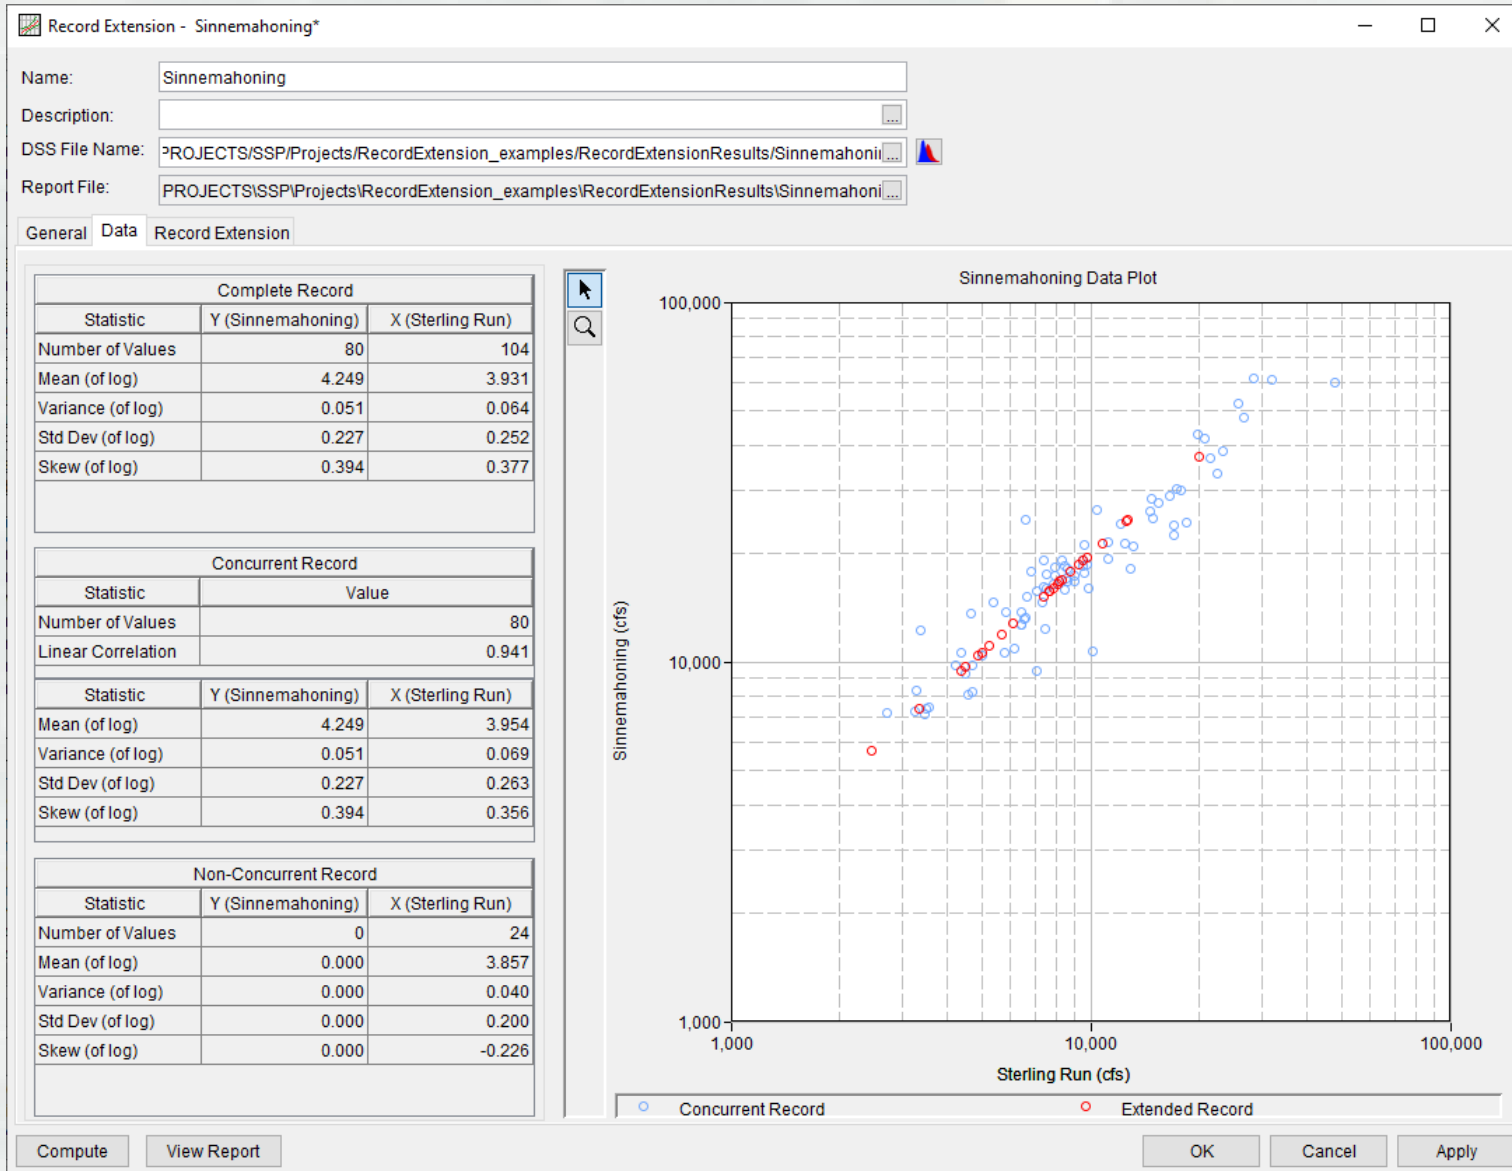 Record Extension - Sinnemahoning*
Name: Sinnemahoning
Description: ...
DSS File Name: PROJECTS/SSP/Projects/RecordExtension_examples/RecordExtensionResults/Sinnemahoni ...
Report File: PROJECTS\SSP\Projects\RecordExtension_examples\RecordExtensionResults\Sinnemahoni ...
General Data Record Extension
Complete Record
Statistic Y (Sinnemahoning) X (Sterling Run)
Number of Values 80 104
Mean (of log) 4.249 3.931
Variance (of log) 0.051 0.064
Std Dev (of log) 0.227 0.252
Skew (of log) 0.394 0.377
Concurrent Record
Statistic Value
Number of Values 80
Linear Correlation 0.941
Statistic Y (Sinnemahoning) X (Sterling Run)
Mean (of log) 4.249 3.954
Variance (of log) 0.051 0.069
Std Dev (of log) 0.227 0.263
Skew (of log) 0.394 0.356
Non-Concurrent Record
Statistic Y (Sinnemahoning) X (Sterling Run)
Number of Values 0 24
Mean (of log) 0.000 3.857
Variance (of log) 0.000 0.040
Std Dev (of log) 0.000 0.200
Skew (of log) 0.000 -0.226
Sinnemahoning Data Plot
Sinnemahoning (cfs)
100,000
10,000
1,000
1,000 10,000 100,000
Sterling Run (cfs)
Concurrent Record Extended Record
Compute View Report OK Cancel Apply